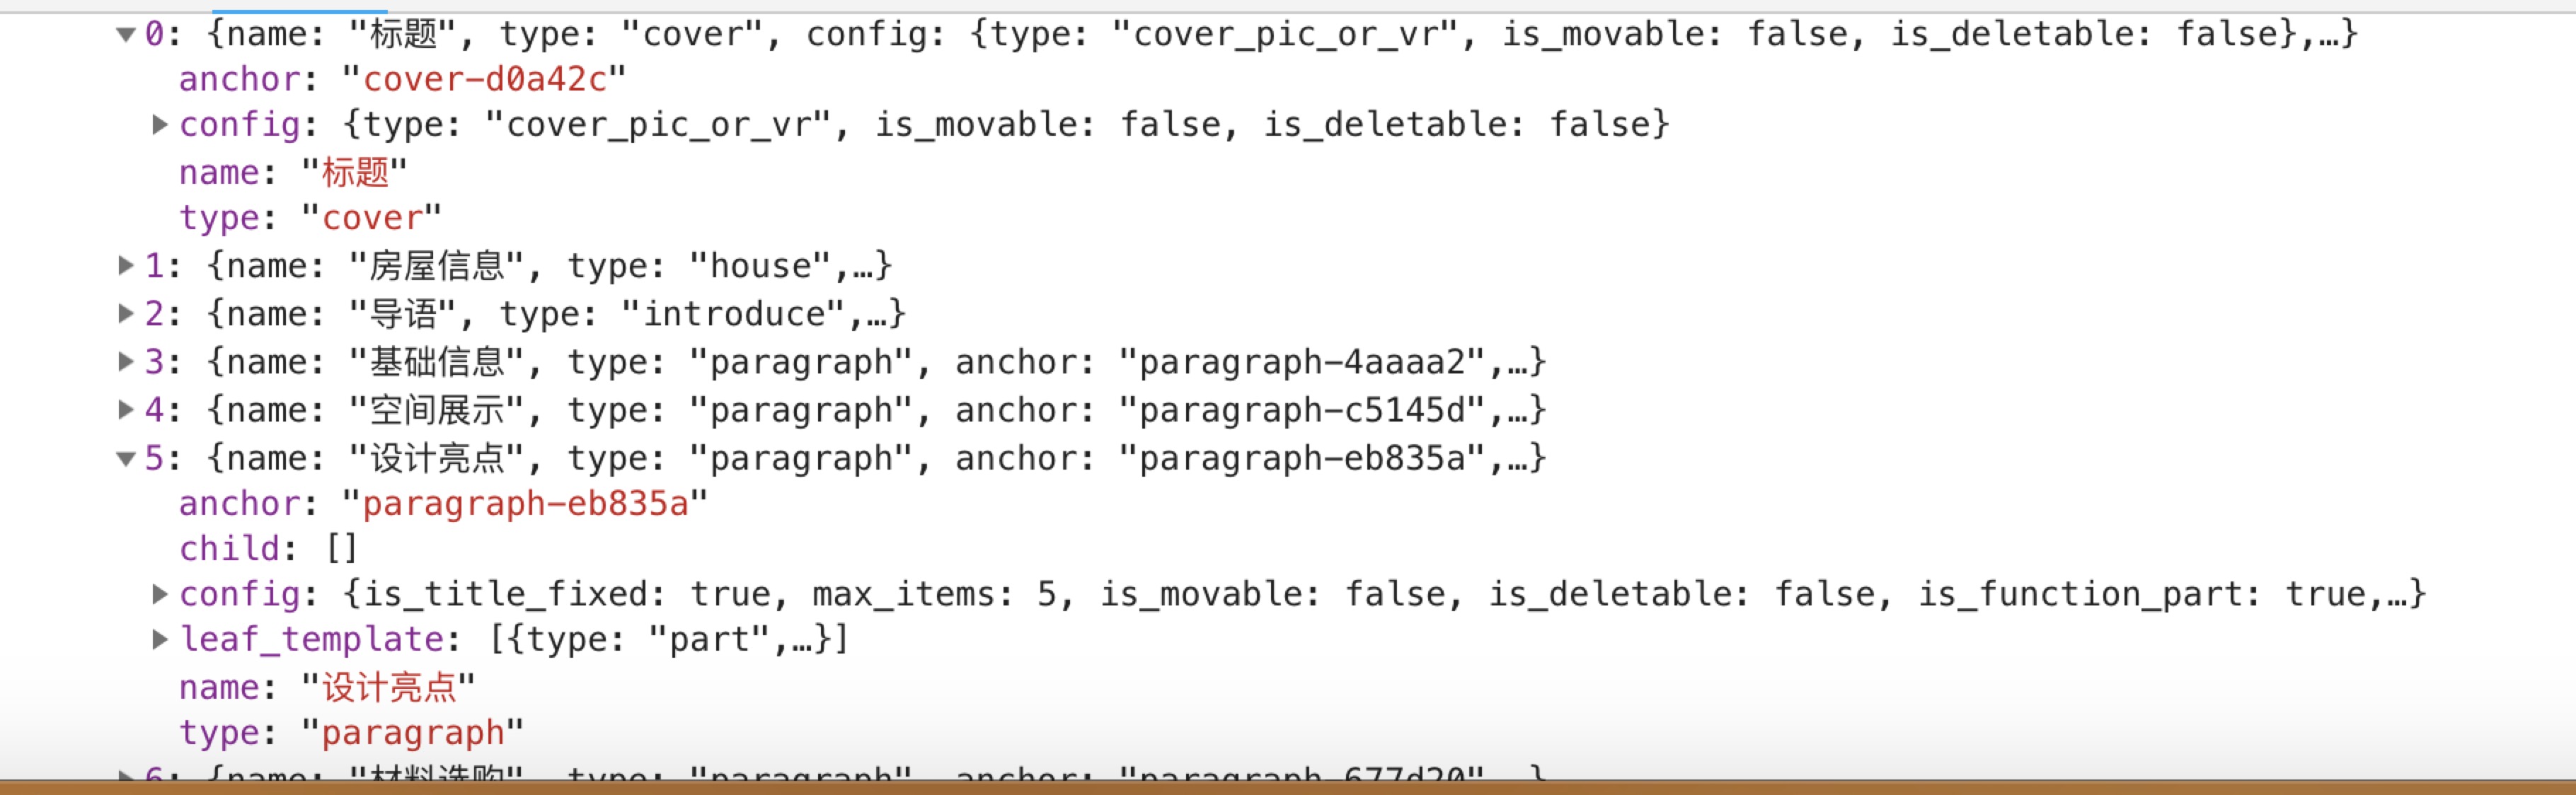 ▼0: {name: "标题", type: "cover", config: {type: "cover_pic_or_vr", is_movable: false, is_deletable: false},…}
anchor: "cover-d0a42c"
▶config: {type: "cover_pic_or_vr", is_movable: false, is_deletable: false}
name: "标题"
type: "cover"
▶1: {name: "房屋信息", type: "house",…}
▶2: {name: "导语", type: "introduce",…}
▶3: {name: "基础信息", type: "paragraph", anchor: "paragraph-4aaaa2",…}
▶4: {name: "空间展示", type: "paragraph", anchor: "paragraph-c5145d",…}
▼5: {name: "设计亮点", type: "paragraph", anchor: "paragraph-eb835a",…}
anchor: "paragraph-eb835a"
child: []
▶config: {is_title_fixed: true, max_items: 5, is_movable: false, is_deletable: false, is_function_part: true,…}
▶leaf_template: [{type: "part",…}]
name: "设计亮点"
type: "paragraph"
▶6: {name: "材料选购", type: "paragraph", anchor: "paragraph-677d20",…}